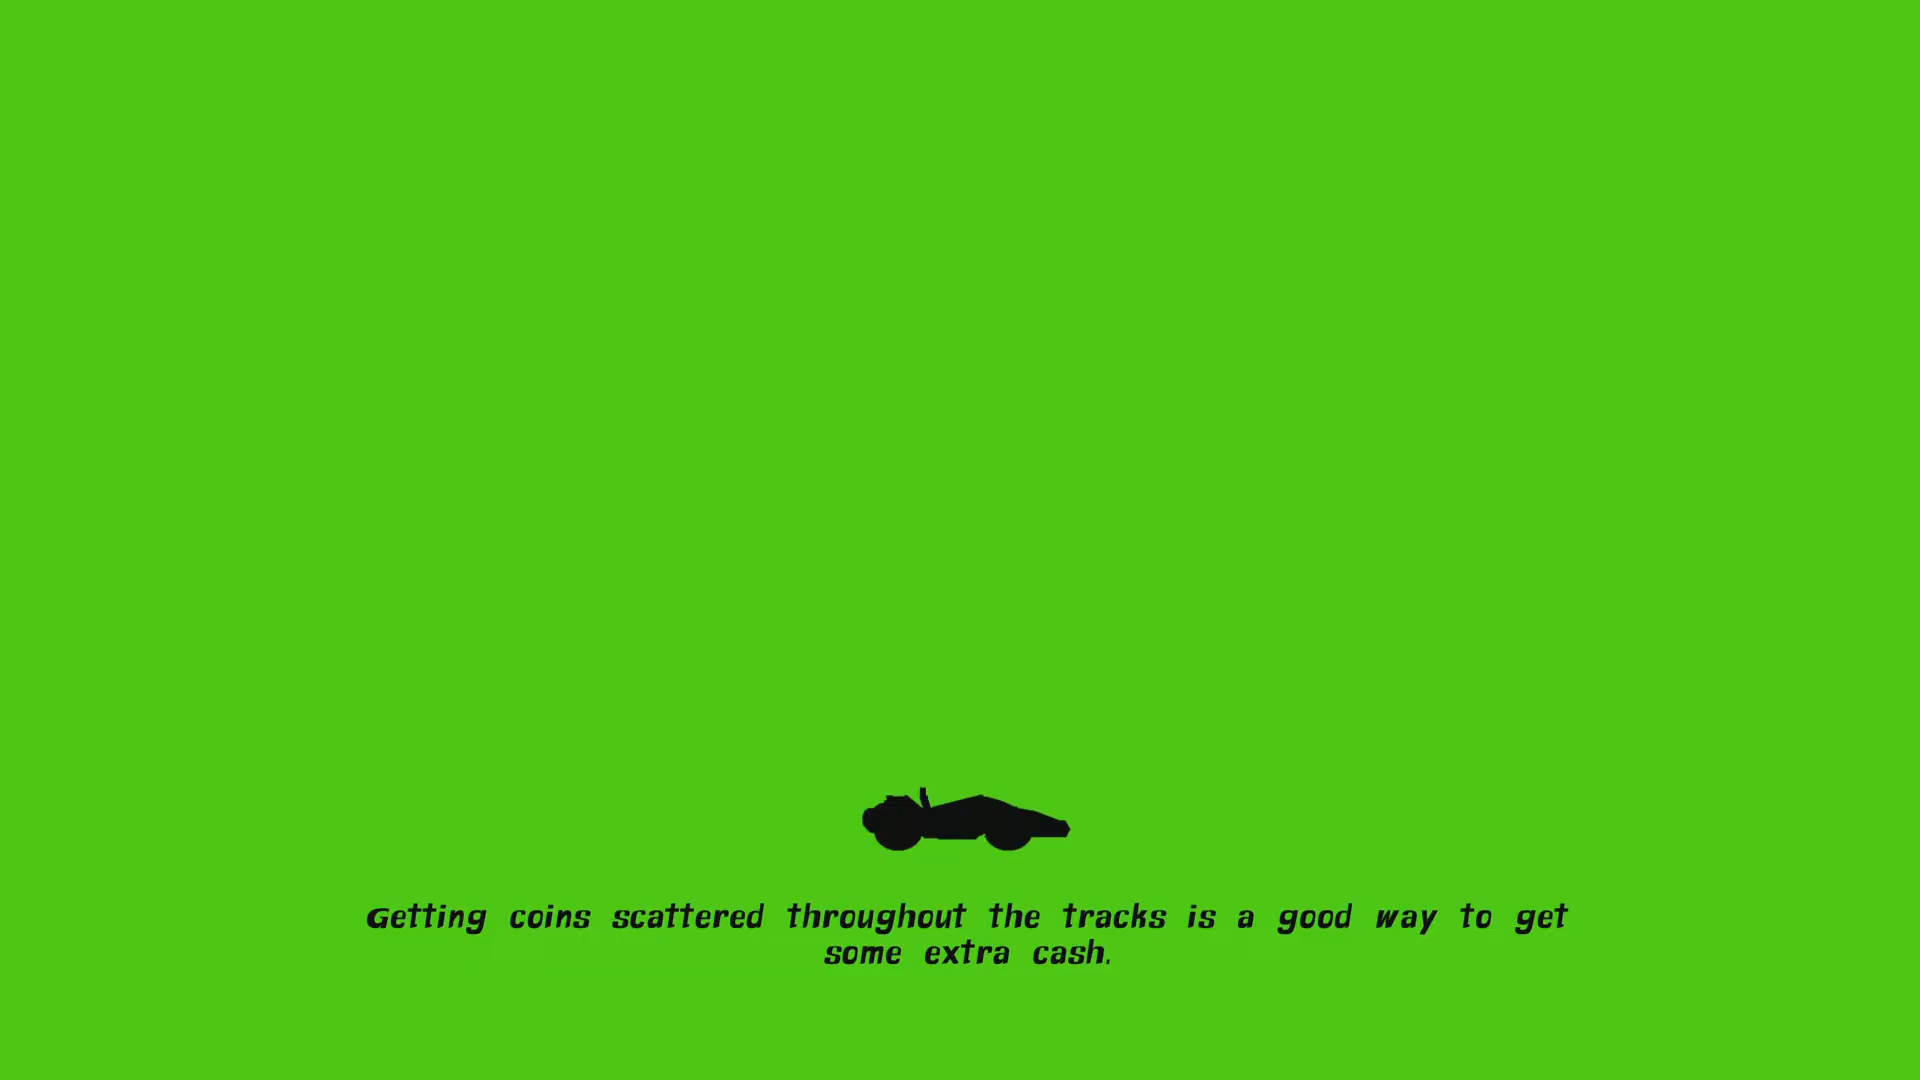 Getting coins scattered throughout the tracks is a good way to get
some extra cash.